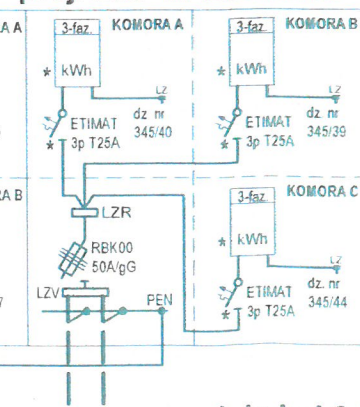 A A
3-faz.
KOMORA A
*
kWh
LZ
ETIMAT
*
3p T25A
dz. nr
345/40
3-faz.
KOMORA B
*
kWh
LZ
ETIMAT
*
3p T25A
dz. nr
345/39
RA B
LZR
RBK00
50A/gG
LZV
PEN
7
3-faz.
KOMORA C
*
kWh
LZ
ETIMAT
*
3p T25A
dz. nr
345/44